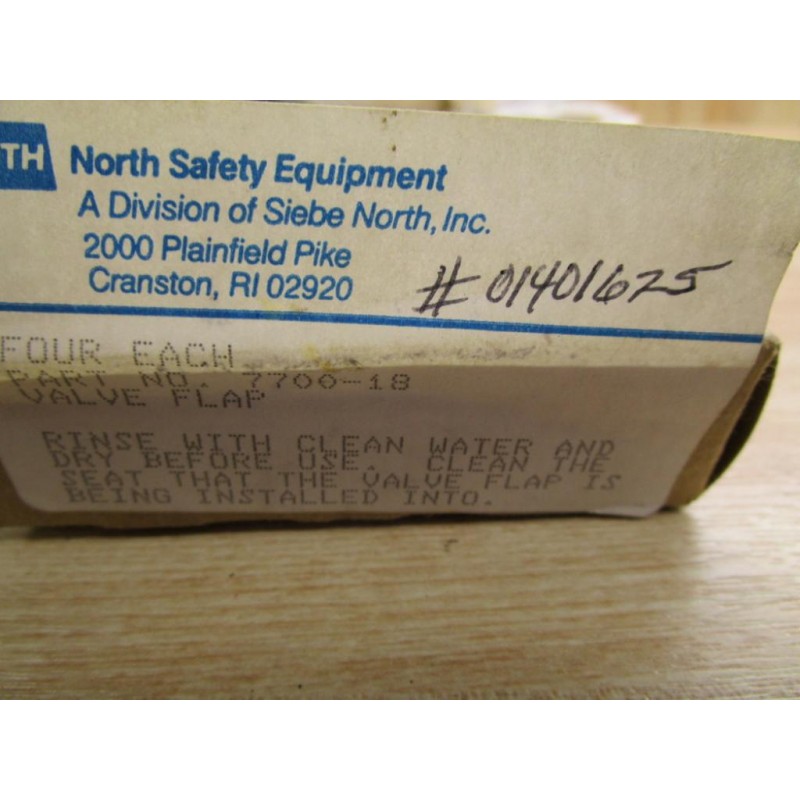 TH
North Safety Equipment
A Division of Siebe North, Inc.
2000 Plainfield Pike
Cranston, RI 02920
#01401625
FOUR EACH
PART NO. 7700-18
VALVE FLAP
RINSE WITH CLEAN WATER AND
DRY BEFORE USE. CLEAN THE
SEAT THAT THE VALVE FLAP IS
BEING INSTALLED INTO.